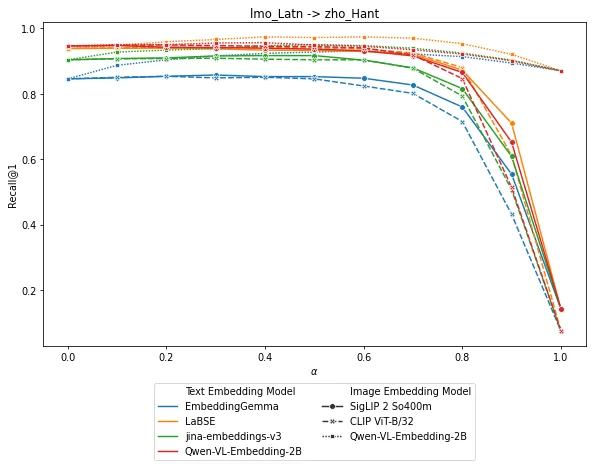 lmo_Latn -> zho_Hant
1.0
0.8
0.6
0.4
0.2
Recall@1
0.0 0.2 0.4 0.6 0.8 1.0
α
Text Embedding Model Image Embedding Model
EmbeddingGemma SigLIP 2 So400m
LaBSE CLIP ViT-B/32
jina-embeddings-v3 Qwen-VL-Embedding-2B
Qwen-VL-Embedding-2B